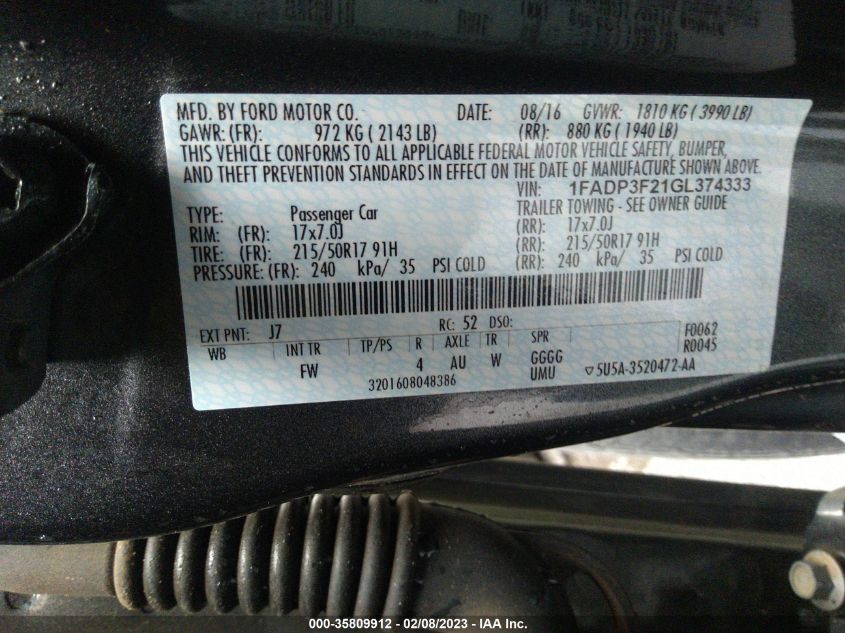 MFD. BY FORD MOTOR CO. DATE: 08/16 GVWR: 1810 KG ( 3990 LB)
GAWR: (FR): 972 KG ( 2143 LB) (RR): 880 KG ( 1940 LB)
THIS VEHICLE CONFORMS TO ALL APPLICABLE FEDERAL MOTOR VEHICLE SAFETY, BUMPER,
AND THEFT PREVENTION STANDARDS IN EFFECT ON THE DATE OF MANUFACTURE SHOWN ABOVE.
VIN: 1FADP3F21GL374333
TYPE: Passenger Car TRAILER TOWING - SEE OWNER GUIDE
RIM: (FR): 17x7.0J (RR): 17x7.0J
TIRE: (FR): 215/50R17 91H (RR): 215/50R17 91H
PRESSURE: (FR): 240 kPa/ 35 PSI COLD (RR): 240 kPa/ 35 PSI COLD
EXT PNT: J7 RC: 52 DSO: F0062
WB INT TR TP/PS R AXLE TR SPR R0045
FW 4 AU W GGGG
UMU ▽5U5A-3520472-AA
3201608048386
000-35809912 - 02/08/2023 - IAA Inc.